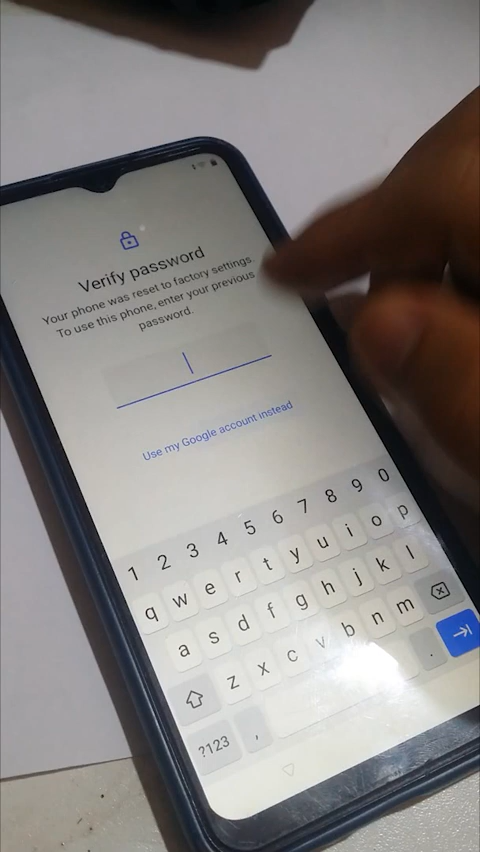 Verify password
Your phone was reset to factory settings.
To use this phone, enter your previous
password.
Use my Google account instead
1 2 3 4 5 6 7 8 9 0
q w e r t y u i o p
a s d f g h j k l
z x c v b n m
?123 , .